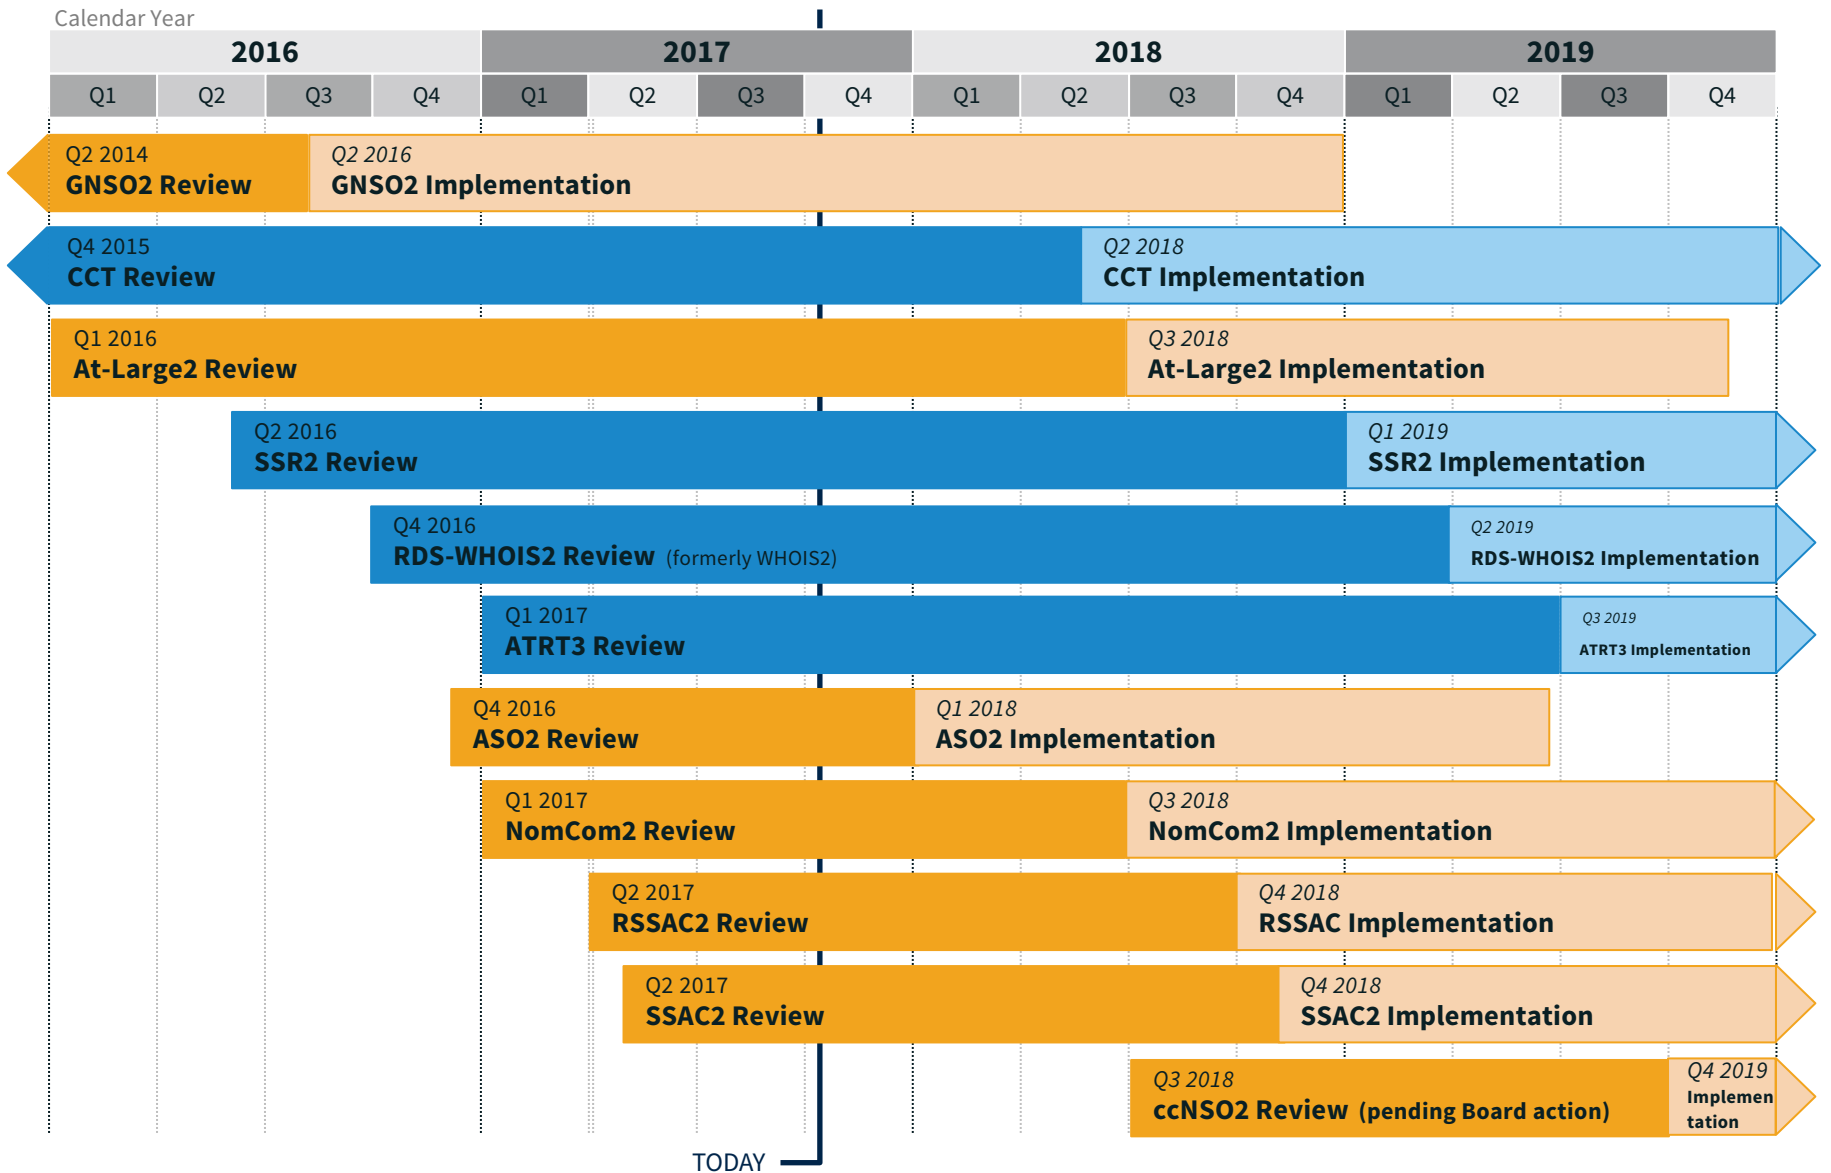 Calendar Year
2016 2017 2018 2019
Q1 Q2 Q3 Q4 Q1 Q2 Q3 Q4 Q1 Q2 Q3 Q4 Q1 Q2 Q3 Q4
Q2 2014 Q2 2016
GNSO2 Review GNSO2 Implementation
Q4 2015 Q2 2018
CCT Review CCT Implementation
Q1 2016 Q3 2018
At-Large2 Review At-Large2 Implementation
Q2 2016 Q1 2019
SSR2 Review SSR2 Implementation
Q4 2016 Q2 2019
RDS-WHOIS2 Review (formerly WHOIS2) RDS-WHOIS2 Implementation
Q1 2017 Q3 2019
ATRT3 Review ATRT3 Implementation
Q4 2016 Q1 2018
ASO2 Review ASO2 Implementation
Q1 2017 Q3 2018
NomCom2 Review NomCom2 Implementation
Q2 2017 Q4 2018
RSSAC2 Review RSSAC Implementation
Q2 2017 Q4 2018
SSAC2 Review SSAC2 Implementation
Q3 2018
ccNSO2 Review (pending Board action)
Q4 2019
Implemen
tation
TODAY